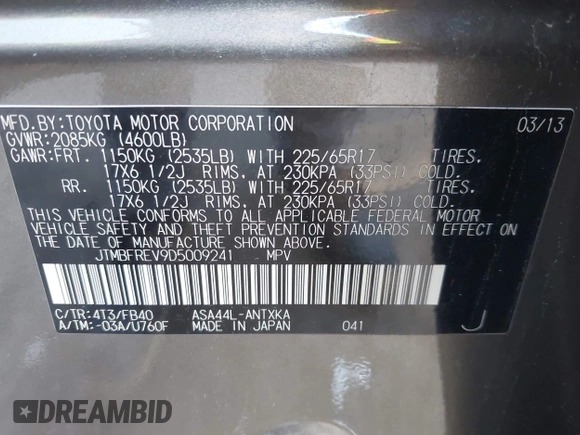 MFD.BY:TOYOTA MOTOR CORPORATION 03/13
GVWR:2085KG (4600LB)
GAWR:FRT. 1150KG (2535LB) WITH 225/65R17 TIRES,
17X6 1/2J RIMS, AT 230KPA (33PSI) COLD.
RR. 1150KG (2535LB) WITH 225/65R17 TIRES,
17X6 1/2J RIMS, AT 230KPA (33PSI) COLD.
THIS VEHICLE CONFORMS TO ALL APPLICABLE FEDERAL MOTOR
VEHICLE SAFETY AND THEFT PREVENTION STANDARDS IN EFFECT ON
THE DATE OF MANUFACTURE SHOWN ABOVE.
JTMBFREV9D5009241 MPV
C/TR:4T3/FB40 ASA44L-ANTXKA
A/TM:-03A/U760F MADE IN JAPAN 041 J
DREAMBID